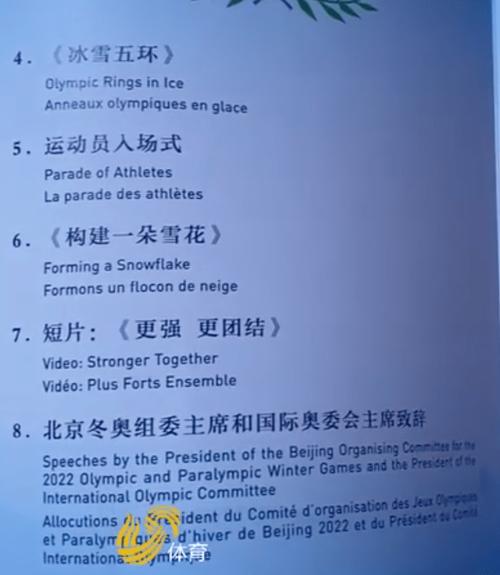 4. 《冰雪五环》
Olympic Rings in Ice
Anneaux olympiques en glace
5. 运动员入场式
Parade of Athletes
La parade des athlètes
6. 《构建一朵雪花》
Forming a Snowflake
Formons un flocon de neige
7. 短片：《更强 更团结》
Video: Stronger Together
Vidéo: Plus Forts Ensemble
8. 北京冬奥组委主席和国际奥委会主席致辞
Speeches by the President of the Beijing Organising Committee for the
2022 Olympic and Paralympic Winter Games and the President of the
International Olympic Committee
Allocutions du Président du Comité d'organisation des Jeux Olympiques
et Paralympiques d'hiver de Beijing 2022 et du Président du Comité
International
体育